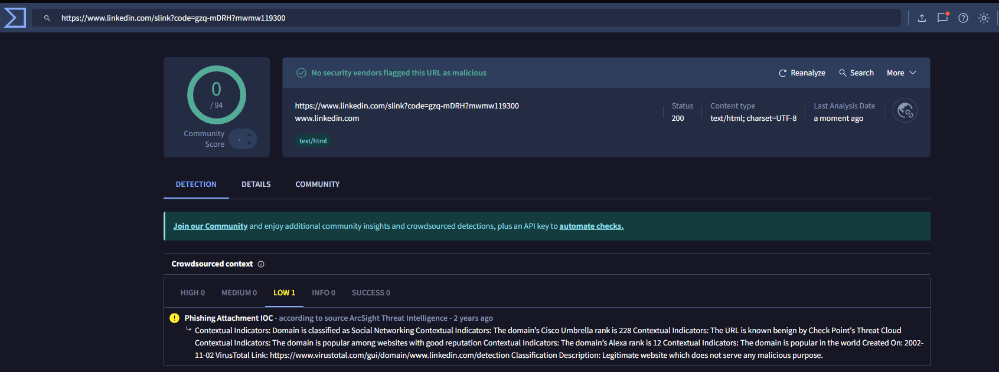 https://www.linkedin.com/slink?code=gzq-mDRH?mwmw119300
0
/ 94
Community
Score
No security vendors flagged this URL as malicious
Reanalyze
Search
More
https://www.linkedin.com/slink?code=gzq-mDRH?mwmw119300
www.linkedin.com
text/html
Status
200
Content type
text/html; charset=UTF-8
Last Analysis Date
a moment ago
DETECTION
DETAILS
COMMUNITY
Join our Community and enjoy additional community insights and crowdsourced detections, plus an API key to automate checks.
Crowdsourced context
HIGH 0
MEDIUM 0
LOW 1
INFO 0
SUCCESS 0
Phishing Attachment IOC - according to source ArcSight Threat Intelligence - 2 years ago
Contextual Indicators: Domain is classified as Social Networking Contextual Indicators: The domain's Cisco Umbrella rank is 228 Contextual Indicators: The URL is known benign by Check Point's Threat Cloud
Contextual Indicators: The domain is popular among websites with good reputation Contextual Indicators: The domain's Alexa rank is 12 Contextual Indicators: The domain is popular in the world Created On: 2002-
11-02 VirusTotal Link: https://www.virustotal.com/gui/domain/www.linkedin.com/detection Classification Description: Legitimate website which does not serve any malicious purpose.